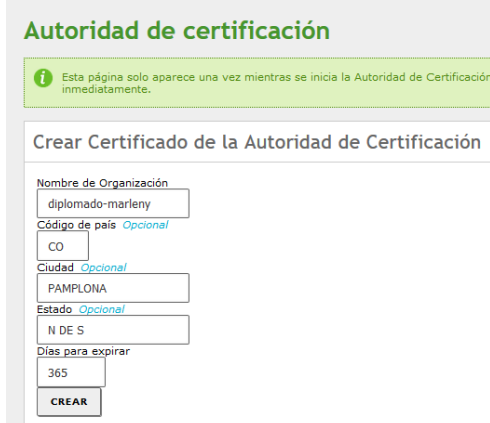 Autoridad de certificación
Esta página solo aparece una vez mientras se inicia la Autoridad de Certificación
inmediatamente.
Crear Certificado de la Autoridad de Certificación
Nombre de Organización
diplomado-marleny
Código de país Opcional
CO
Ciudad Opcional
PAMPLONA
Estado Opcional
N DE S
Días para expirar
365
CREAR